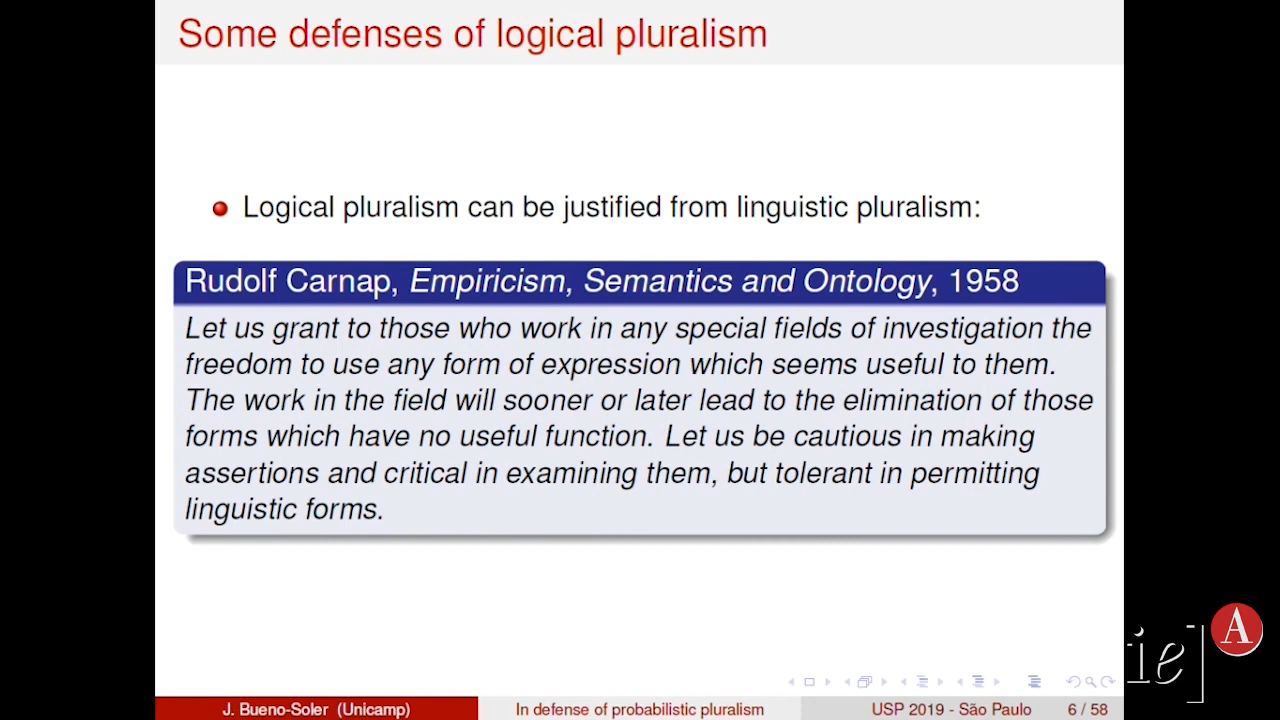 Some defenses of logical pluralism
Logical pluralism can be justified from linguistic pluralism:
Rudolf Carnap, Empiricism, Semantics and Ontology, 1958
Let us grant to those who work in any special fields of investigation the
freedom to use any form of expression which seems useful to them.
The work in the field will sooner or later lead to the elimination of those
forms which have no useful function. Let us be cautious in making
assertions and critical in examining them, but tolerant in permitting
linguistic forms.
ie]
A
J. Bueno-Soler (Unicamp)
In defense of probabilistic pluralism
USP 2019 - São Paulo
6 / 58